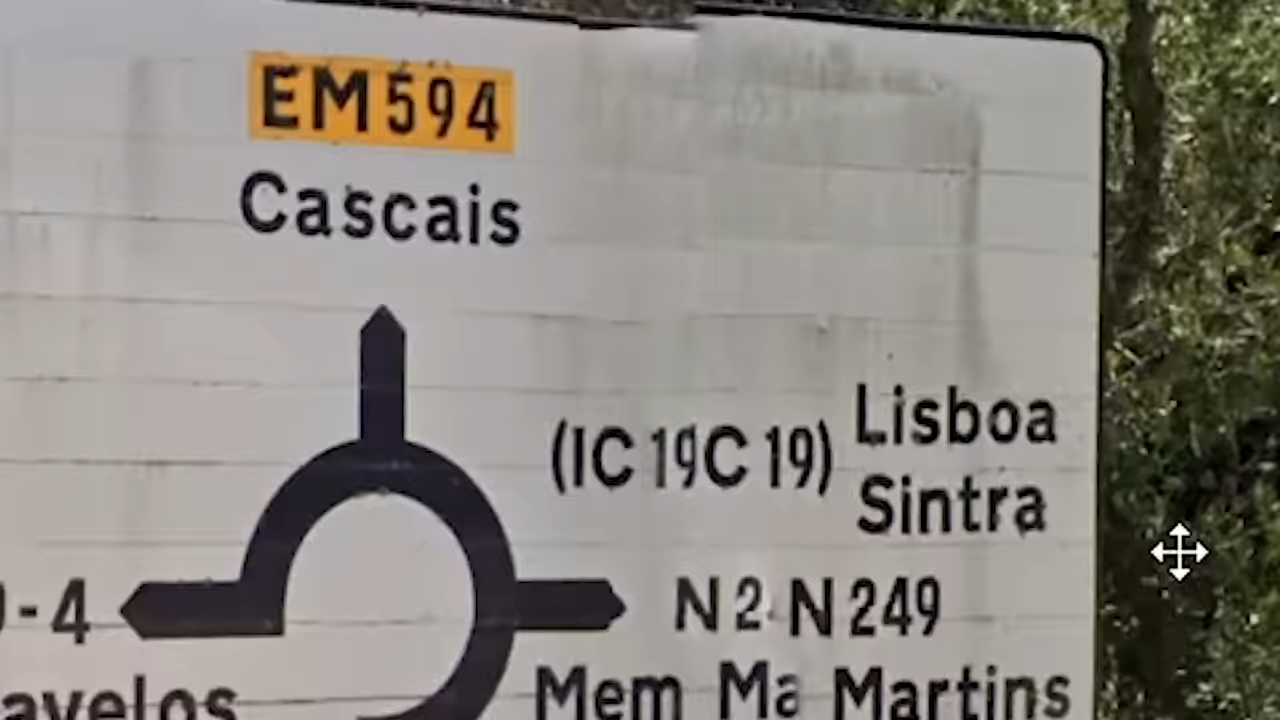 EM594
Cascais
(IC 19C 19) Lisboa
Sintra
-4
N 2 N 249
avelos
Mem Ma Martins